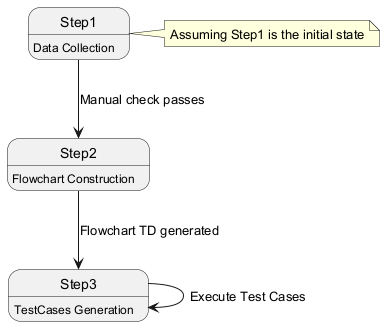 Step1
Data Collection
Assuming Step1 is the initial state
Manual check passes
Step2
Flowchart Construction
Flowchart TD generated
Step3
TestCases Generation
Execute Test Cases